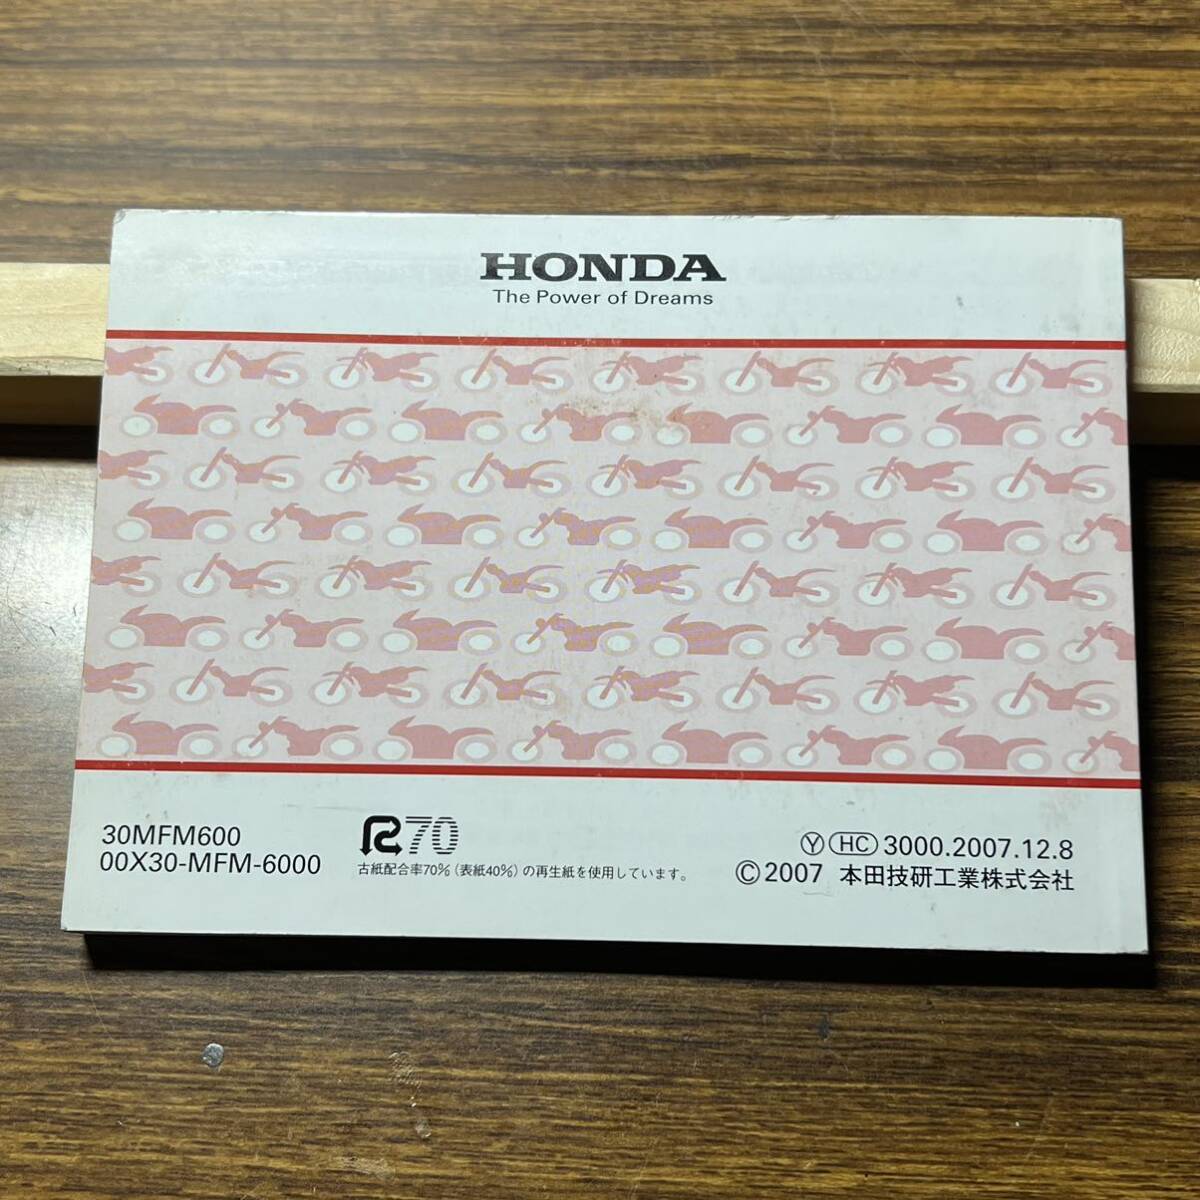 HONDA
The Power of Dreams
30MFM600
00X30-MFM-6000
R70
古紙配合率70%(表紙40%)の再生紙を使用しています。
Ⓨ HC 3000.2007.12.8
©2007 本田技研工業株式会社